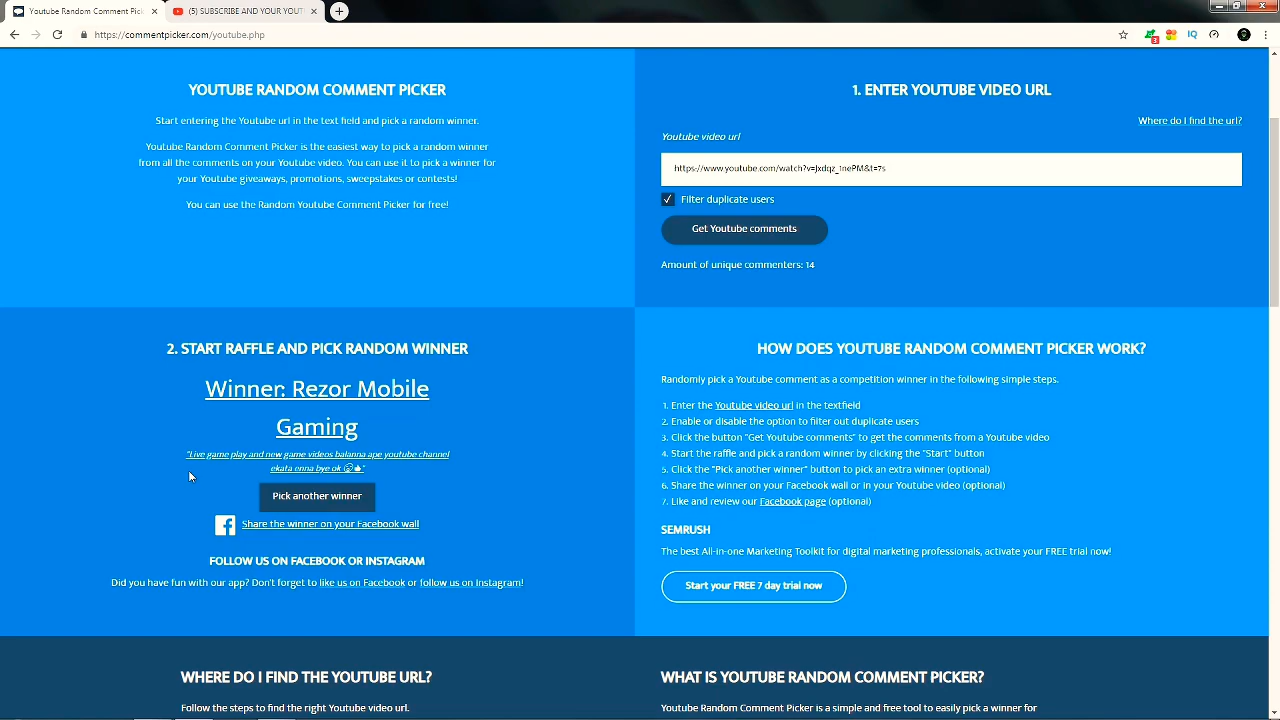 Youtube Random Comment Pick
(5) SUBSCRIBE AND YOUR YOUT
https://commentpicker.com/youtube.php
3
IQ
YOUTUBE RANDOM COMMENT PICKER
Start entering the Youtube url in the text field and pick a random winner.
Youtube Random Comment Picker is the easiest way to pick a random winner
from all the comments on your Youtube video. You can use it to pick a winner for
your Youtube giveaways, promotions, sweepstakes or contests!
You can use the Random Youtube Comment Picker for free!
1. ENTER YOUTUBE VIDEO URL
Where do I find the url?
Youtube video url
https://www.youtube.com/watch?v=Jxdqz_1nePM&t=7s
Filter duplicate users
Get Youtube comments
Amount of unique commenters: 14
2. START RAFFLE AND PICK RANDOM WINNER
Winner: Rezor Mobile
Gaming
"Live game play and new game videos balanna ape youtube channel
ekata enna bye ok 😉👍"
Pick another winner
Share the winner on your Facebook wall
FOLLOW US ON FACEBOOK OR INSTAGRAM
Did you have fun with our app? Don't forget to like us on Facebook or follow us on Instagram!
HOW DOES YOUTUBE RANDOM COMMENT PICKER WORK?
Randomly pick a Youtube comment as a competition winner in the following simple steps.
1. Enter the Youtube video url in the textfield
2. Enable or disable the option to filter out duplicate users
3. Click the button "Get Youtube comments" to get the comments from a Youtube video
4. Start the raffle and pick a random winner by clicking the "Start" button
5. Click the "Pick another winner" button to pick an extra winner (optional)
6. Share the winner on your Facebook wall or in your Youtube video (optional)
7. Like and review our Facebook page (optional)
SEMRUSH
The best All-in-one Marketing Toolkit for digital marketing professionals, activate your FREE trial now!
Start your FREE 7 day trial now
WHERE DO I FIND THE YOUTUBE URL?
Follow the steps to find the right Youtube video url.
WHAT IS YOUTUBE RANDOM COMMENT PICKER?
Youtube Random Comment Picker is a simple and free tool to easily pick a winner for